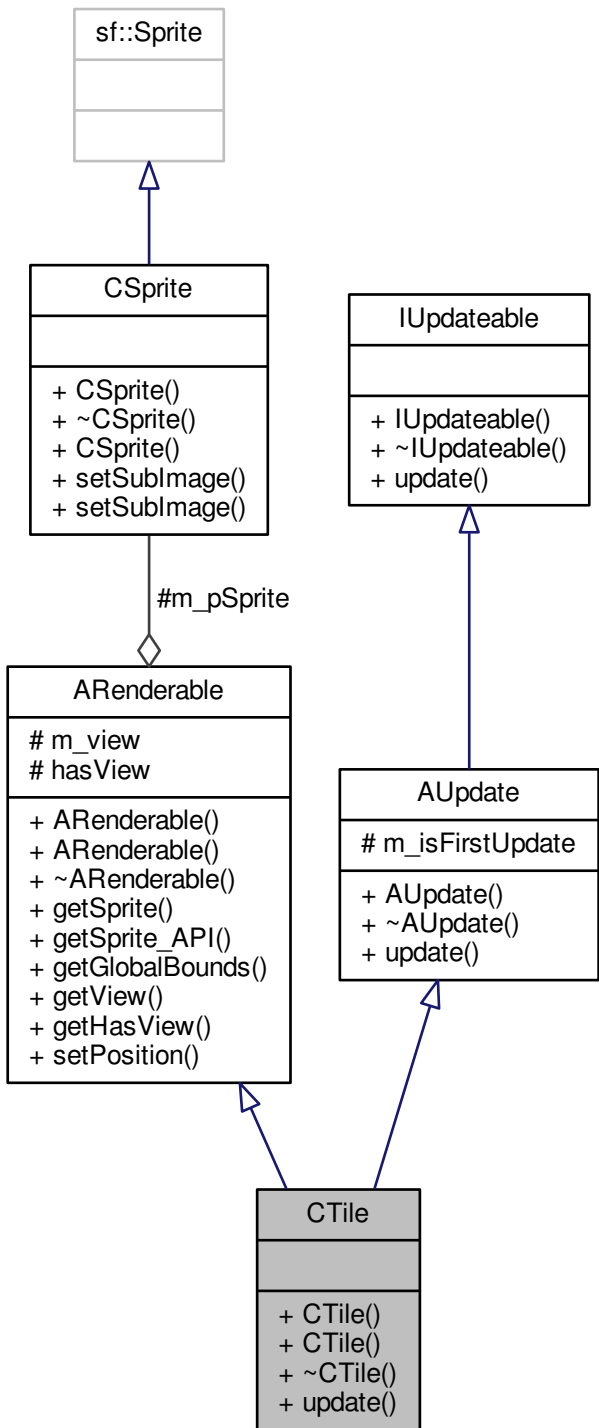 sf::Sprite
CSprite
+ CSprite()
+ ~CSprite()
+ CSprite()
+ setSubImage()
+ setSubImage()
IUpdateable
+ IUpdateable()
+ ~IUpdateable()
+ update()
#m_pSprite
ARenderable
# m_view
# hasView
+ ARenderable()
+ ARenderable()
+ ~ARenderable()
+ getSprite()
+ getSprite_API()
+ getGlobalBounds()
+ getView()
+ getHasView()
+ setPosition()
AUpdate
# m_isFirstUpdate
+ AUpdate()
+ ~AUpdate()
+ update()
CTile
+ CTile()
+ CTile()
+ ~CTile()
+ update()